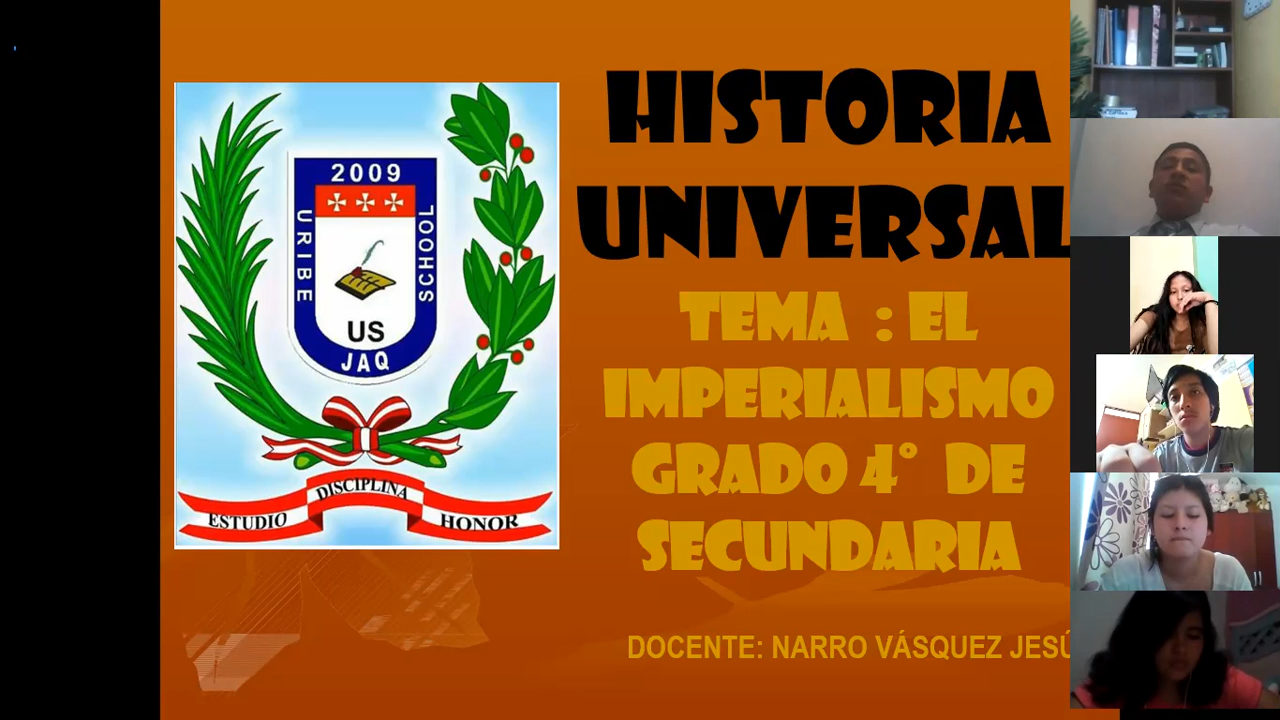 2009
URIBE
SCHOOL
US
JAQ
ESTUDIO
DISCIPLINA
HONOR
HISTORIA
UNIVERSAL
TEMA : EL
IMPERIALISMO
GRADO 4° DE
SECUNDARIA
DOCENTE: NARRO VÁSQUEZ JESÚ